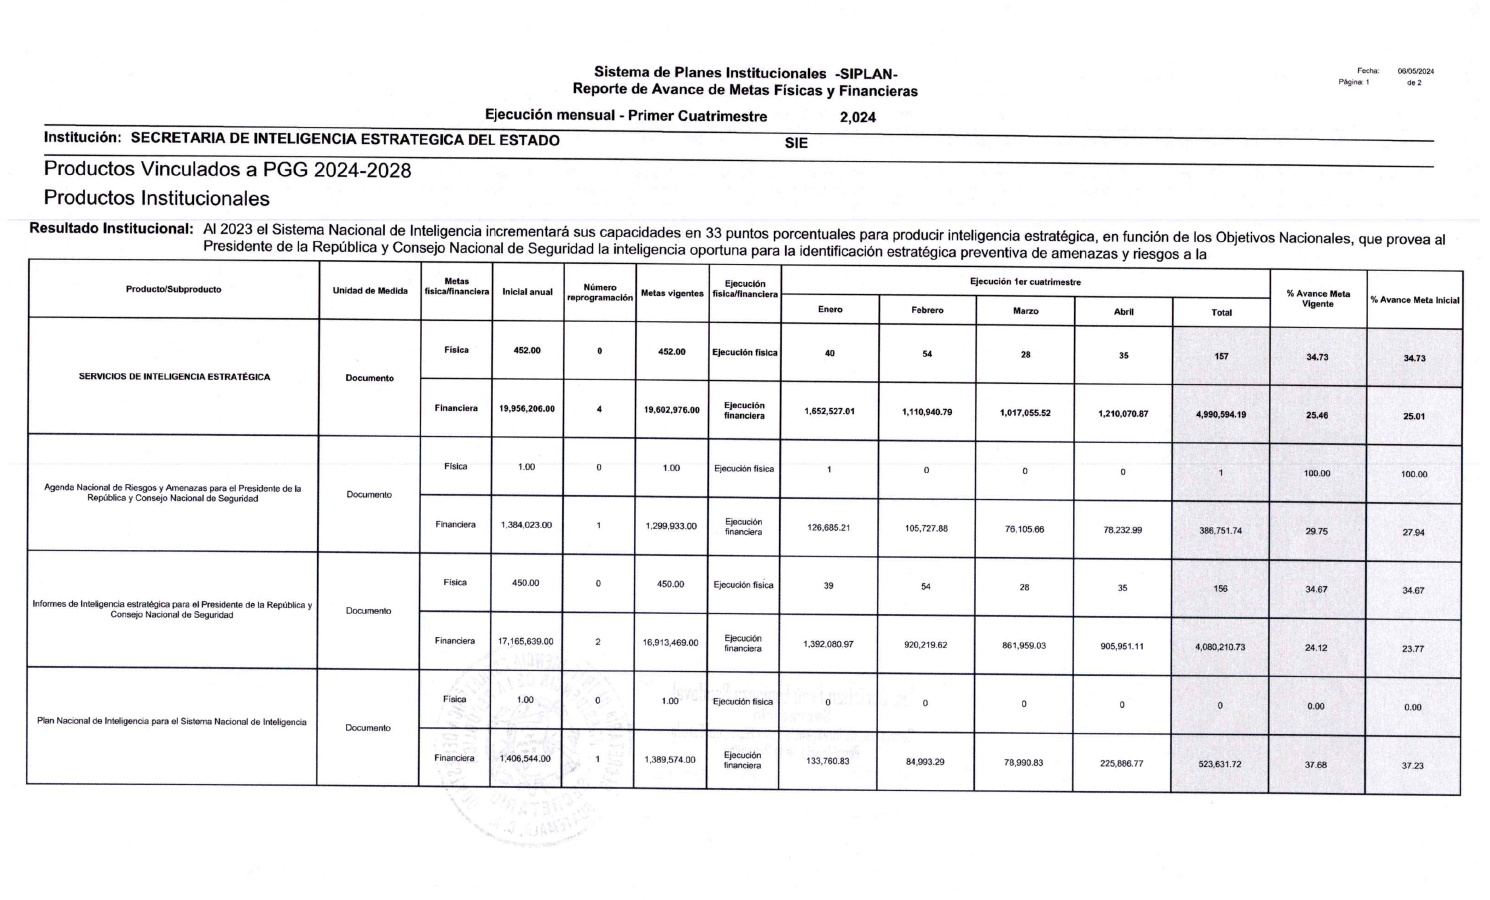 Sistema de Planes Institucionales -SIPLAN-
Reporte de Avance de Metas Físicas y Financieras
Fecha: 06/05/2024
Página: 1 de 2
Ejecución mensual - Primer Cuatrimestre 2,024
Institución: SECRETARIA DE INTELIGENCIA ESTRATEGICA DEL ESTADO SIE
Productos Vinculados a PGG 2024-2028
Productos Institucionales
Resultado Institucional: Al 2023 el Sistema Nacional de Inteligencia incrementará sus capacidades en 33 puntos porcentuales para producir inteligencia estratégica, en función de los Objetivos Nacionales, que provea al
Presidente de la República y Consejo Nacional de Seguridad la inteligencia oportuna para la identificación estratégica preventiva de amenazas y riesgos a la
Producto/Subproducto Unidad de Medida Metas física/financiera Inicial anual Número reprogramación Metas vigentes Ejecución física/financiera Ejecución 1er cuatrimestre % Avance Meta Vigente % Avance Meta Inicial
Enero Febrero Marzo Abril Total
SERVICIOS DE INTELIGENCIA ESTRATÉGICA Documento
Física 452.00 0 452.00 Ejecución física 40 54 28 35 157 34.73 34.73
Financiera 19,956,206.00 4 19,602,976.00 Ejecución financiera 1,652,527.01 1,110,940.79 1,017,055.52 1,210,070.87 4,990,594.19 25.46 25.01
Agenda Nacional de Riesgos y Amenazas para el Presidente de la
República y Consejo Nacional de Seguridad Documento
Física 1.00 0 1.00 Ejecución física 1 0 0 0 1 100.00 100.00
Financiera 1,384,023.00 1 1,299,933.00 Ejecución financiera 126,685.21 105,727.88 76,105.66 78,232.99 386,751.74 29.75 27.94
Informes de Inteligencia estratégica para el Presidente de la República y
Consejo Nacional de Seguridad Documento
Física 450.00 0 450.00 Ejecución física 39 54 28 35 156 34.67 34.67
Financiera 17,165,639.00 2 16,913,469.00 Ejecución financiera 1,392,080.97 920,219.62 861,959.03 905,951.11 4,080,210.73 24.12 23.77
Plan Nacional de Inteligencia para el Sistema Nacional de Inteligencia Documento
Física 1.00 0 1.00 Ejecución física 0 0 0 0 0 0.00 0.00
Financiera 1,406,544.00 1 1,389,574.00 Ejecución financiera 133,760.83 84,993.29 78,990.83 225,886.77 523,631.72 37.68 37.23